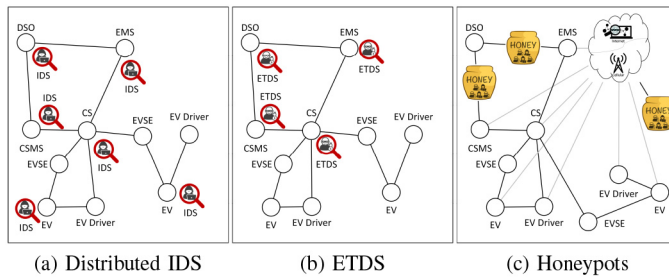 DSO
EMS
IDS
IDS
IDS
CS
EVSE
EV Driver
CSMS
EVSE
IDS
IDS
IDS
EV
EV Driver
EV
(a) Distributed IDS
DSO
EMS
ETDS
ETDS
ETDS
CS
EVSE
EV Driver
CSMS
ETDS
EVSE
EV
EV Driver
EV
(b) ETDS
DSO
EMS
HONEY
Internet
HONEY
HONEY
CSMS
CS
EVSE
EV Driver
EV
EV
EV Driver
EVSE
(c) Honeypots